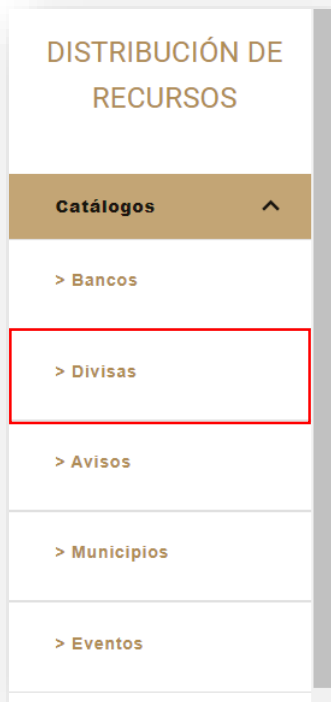 DISTRIBUCIÓN DE
RECURSOS
Catálogos
> Bancos
> Divisas
> Avisos
> Municipios
> Eventos